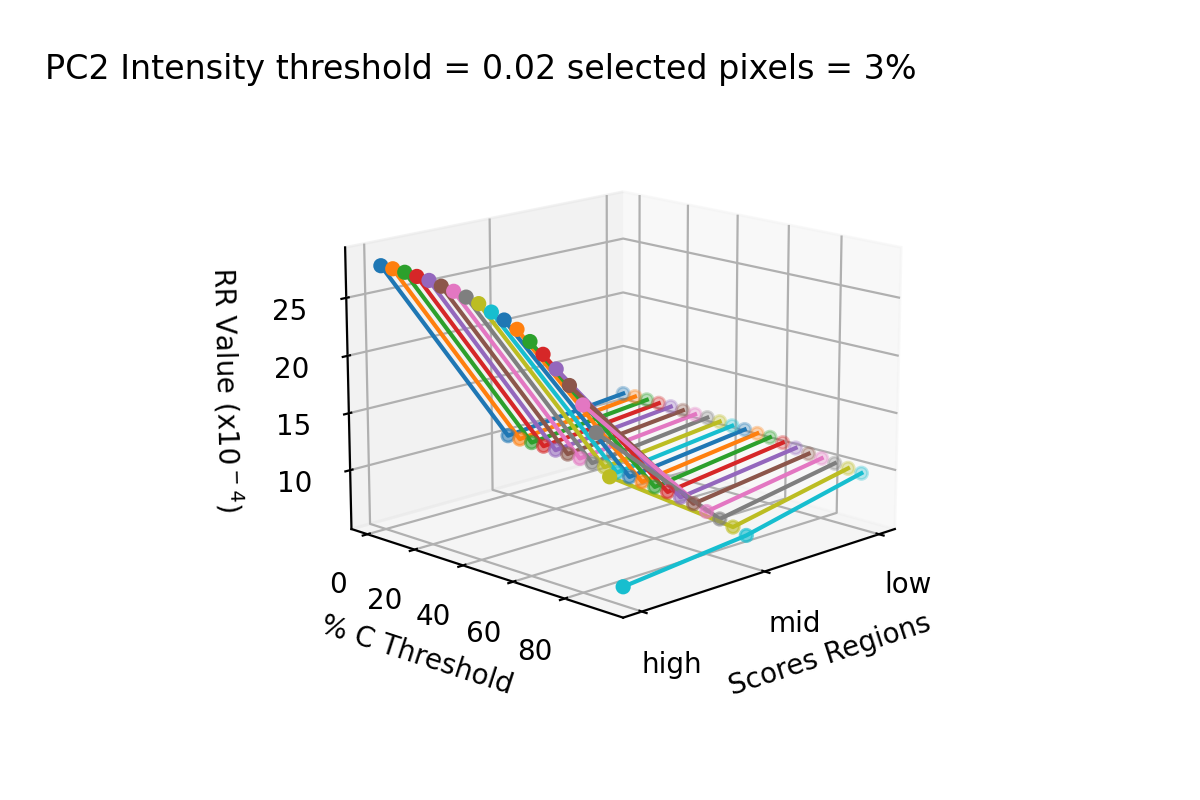 PC2 Intensity threshold = 0.02 selected pixels = 3%
RR Value (x10⁻⁴)
25
20
15
10
0
20
40
60
80
% C Threshold
high
mid
low
Scores Regions